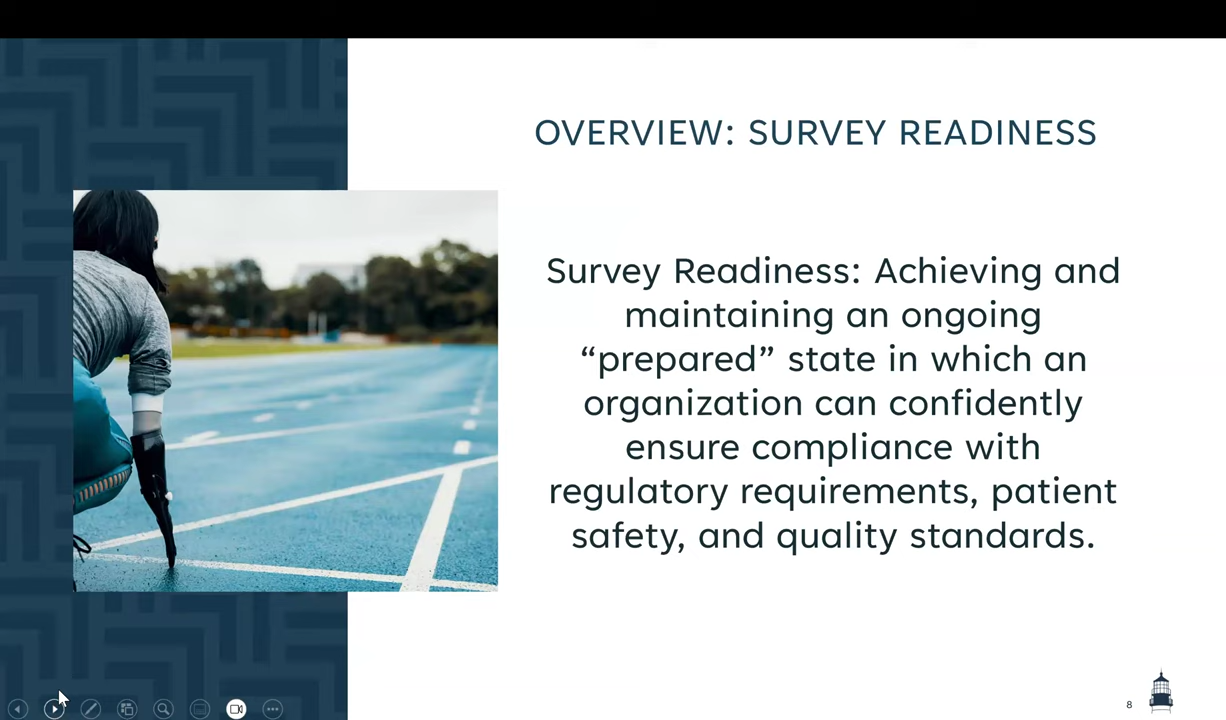 OVERVIEW: SURVEY READINESS
Survey Readiness: Achieving and
maintaining an ongoing
“prepared” state in which an
organization can confidently
ensure compliance with
regulatory requirements, patient
safety, and quality standards.
8